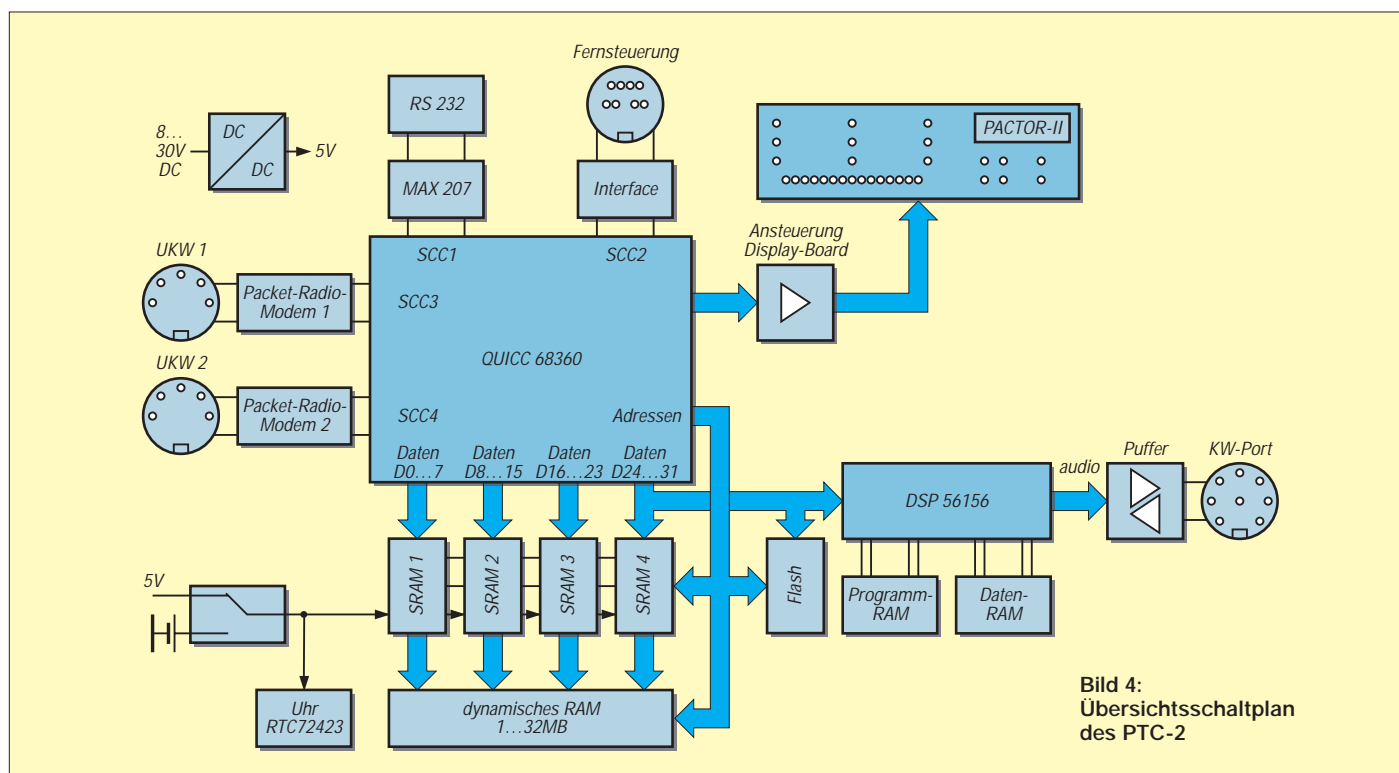 Fernsteuerung
RS 232
8…
30V
DC
DC
DC
5V
PACTOR-II
MAX 207
Interface
Ansteuerung
Display-Board
UKW 1
Packet-Radio-
Modem 1
SCC1
SCC2
SCC3
QUICC 68360
UKW 2
Packet-Radio-
Modem 2
SCC4
Adressen
Daten
D0…7
Daten
D8…15
Daten
D16…23
Daten
D24…31
audio
Puffer
KW-Port
DSP 56156
SRAM 1
SRAM 2
SRAM 3
SRAM 4
Flash
Programm-
RAM
Daten-
RAM
5V
Uhr
RTC72423
dynamisches RAM
1…32MB
Bild 4:
Übersichtsschaltplan
des PTC-2